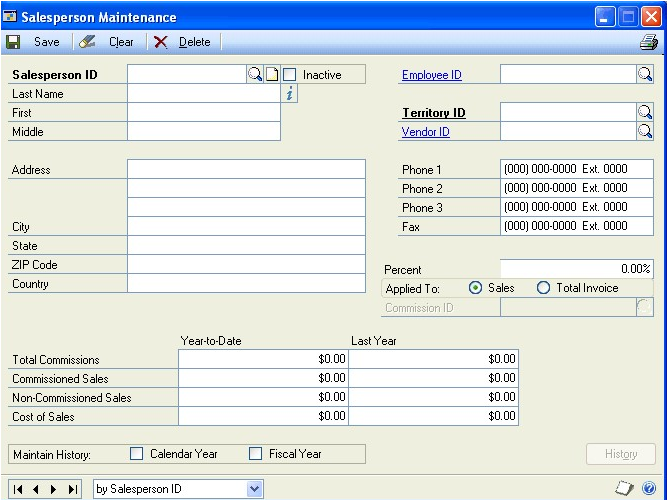 Salesperson Maintenance
Save Clear Delete
Salesperson ID Inactive Employee ID
Last Name i
First Territory ID
Middle Vendor ID
Address Phone 1 (000) 000-0000 Ext. 0000
Phone 2 (000) 000-0000 Ext. 0000
Phone 3 (000) 000-0000 Ext. 0000
City Fax (000) 000-0000 Ext. 0000
State
ZIP Code Percent 0.00%
Country Applied To: Sales Total Invoice
Commission ID
Year-to-Date Last Year
Total Commissions $0.00 $0.00
Commissioned Sales $0.00 $0.00
Non-Commissioned Sales $0.00 $0.00
Cost of Sales $0.00 $0.00
Maintain History: Calendar Year Fiscal Year History
by Salesperson ID ?